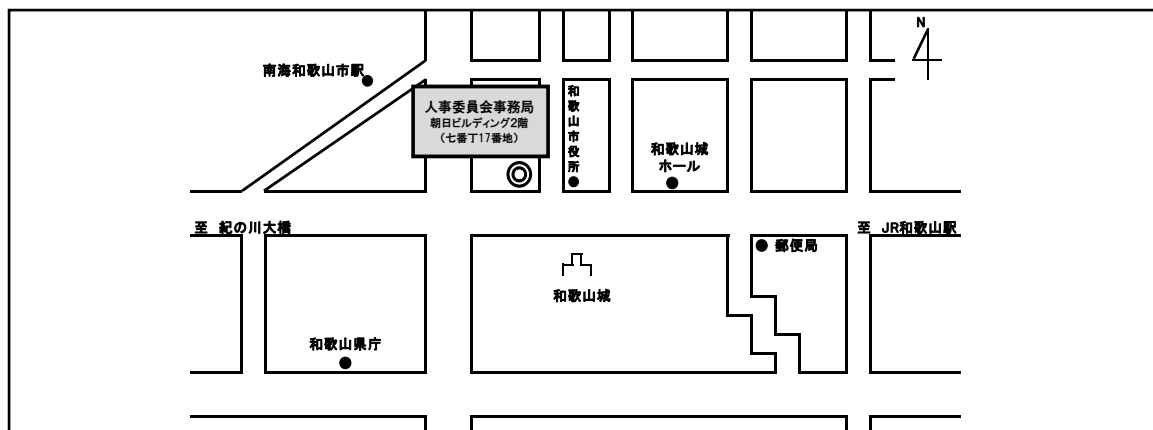 N
南海和歌山市駅
人事委員会事務局
朝日ビルディング2階
（七番丁17番地）
和歌山市役所
和歌山城
ホール
至　紀の川大橋
至　JR和歌山駅
郵便局
和歌山城
和歌山県庁